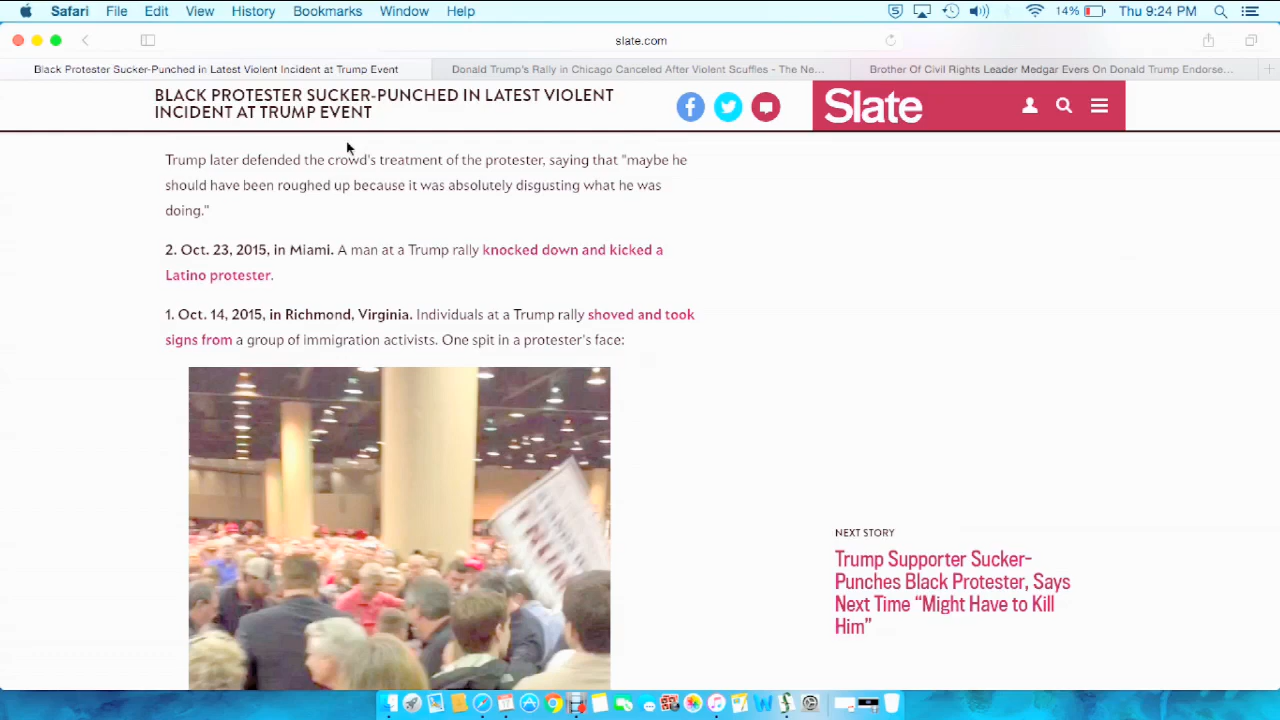 Safari File Edit View History Bookmarks Window Help 14% Thu 9:24 PM
slate.com
Black Protester Sucker-Punched in Latest Violent Incident at Trump Event
Donald Trump's Rally in Chicago Canceled After Violent Scuffles - The Ne...
Brother Of Civil Rights Leader Medgar Evers On Donald Trump Endorse...
BLACK PROTESTER SUCKER-PUNCHED IN LATEST VIOLENT
INCIDENT AT TRUMP EVENT
Slate
Trump later defended the crowd's treatment of the protester, saying that "maybe he
should have been roughed up because it was absolutely disgusting what he was
doing."
2. Oct. 23, 2015, in Miami. A man at a Trump rally knocked down and kicked a
Latino protester.
1. Oct. 14, 2015, in Richmond, Virginia. Individuals at a Trump rally shoved and took
signs from a group of immigration activists. One spit in a protester's face:
NEXT STORY
Trump Supporter Sucker-
Punches Black Protester, Says
Next Time “Might Have to Kill
Him”